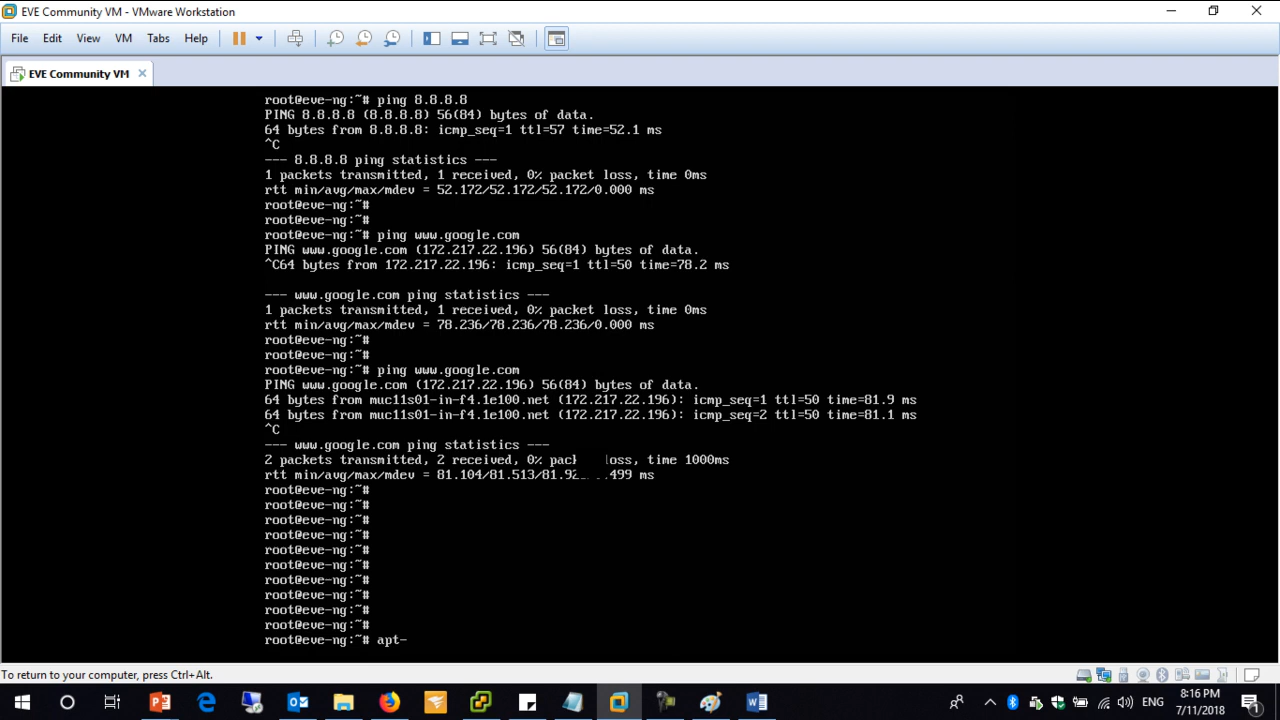 EVE Community VM - VMware Workstation
File Edit View VM Tabs Help
EVE Community VM
root@eve-ng:~# ping 8.8.8.8
PING 8.8.8.8 (8.8.8.8) 56(84) bytes of data.
64 bytes from 8.8.8.8: icmp_seq=1 ttl=57 time=52.1 ms
^C
--- 8.8.8.8 ping statistics ---
1 packets transmitted, 1 received, 0% packet loss, time 0ms
rtt min/avg/max/mdev = 52.172/52.172/52.172/0.000 ms
root@eve-ng:~#
root@eve-ng:~#
root@eve-ng:~# ping www.google.com
PING www.google.com (172.217.22.196) 56(84) bytes of data.
^C64 bytes from 172.217.22.196: icmp_seq=1 ttl=50 time=78.2 ms
--- www.google.com ping statistics ---
1 packets transmitted, 1 received, 0% packet loss, time 0ms
rtt min/avg/max/mdev = 78.236/78.236/78.236/0.000 ms
root@eve-ng:~#
root@eve-ng:~#
root@eve-ng:~# ping www.google.com
PING www.google.com (172.217.22.196) 56(84) bytes of data.
64 bytes from muc11s01-in-f4.1e100.net (172.217.22.196): icmp_seq=1 ttl=50 time=81.9 ms
64 bytes from muc11s01-in-f4.1e100.net (172.217.22.196): icmp_seq=2 ttl=50 time=81.1 ms
^C
--- www.google.com ping statistics ---
2 packets transmitted, 2 received, 0% pack loss, time 1000ms
rtt min/avg/max/mdev = 81.104/81.513/81.92 .499 ms
root@eve-ng:~#
root@eve-ng:~#
root@eve-ng:~#
root@eve-ng:~#
root@eve-ng:~#
root@eve-ng:~#
root@eve-ng:~#
root@eve-ng:~#
root@eve-ng:~#
root@eve-ng:~#
root@eve-ng:~# apt-
To return to your computer, press Ctrl+Alt.
ENG
8:16 PM
7/11/2018
1